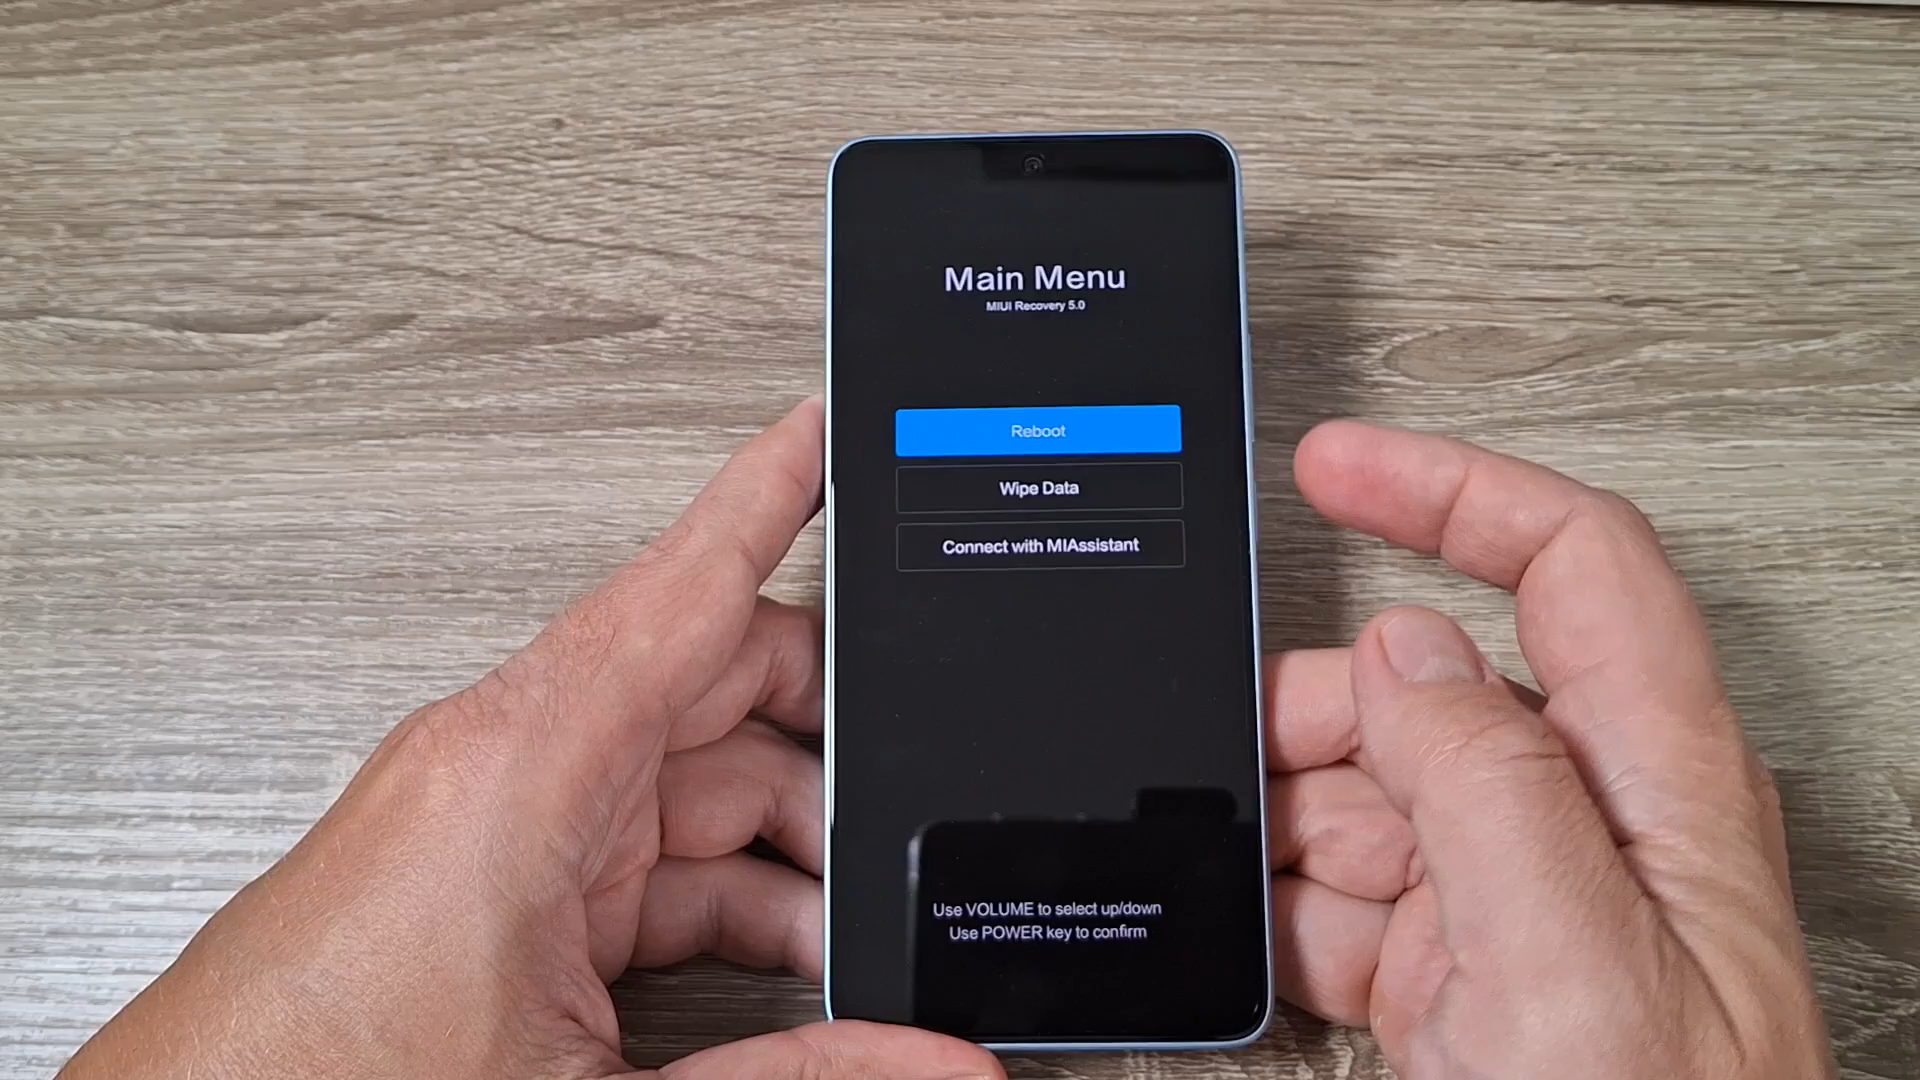 Main Menu
MIUI Recovery 5.0
Reboot
Wipe Data
Connect with MIAssistant
Use VOLUME to select up/down
Use POWER key to confirm